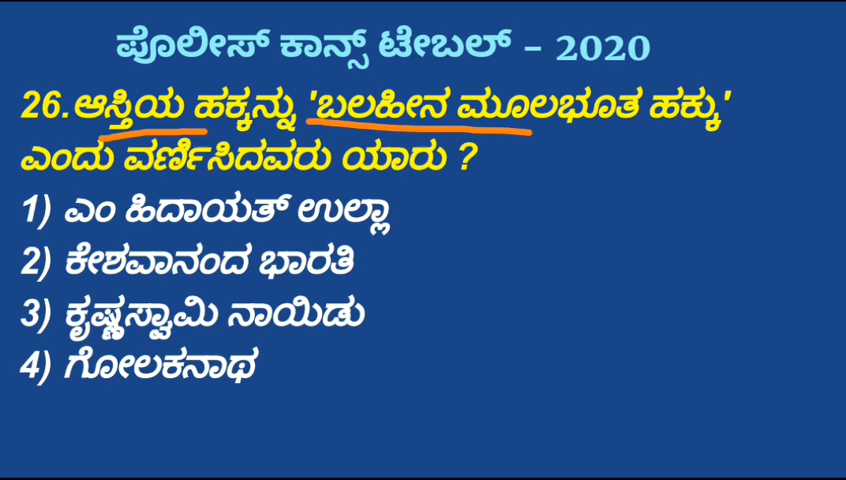 ಪೊಲೀಸ್ ಕಾನ್ಸ್ ಟೇಬಲ್ - 2020
26.ಆಸ್ತಿಯ ಹಕ್ಕನ್ನು 'ಬಲಹೀನ ಮೂಲಭೂತ ಹಕ್ಕು'
ಎಂದು ವರ್ಣಿಸಿದವರು ಯಾರು ?
1) ಎಂ ಹಿದಾಯತ್ ಉಲ್ಲಾ
2) ಕೇಶವಾನಂದ ಭಾರತಿ
3) ಕೃಷ್ಣಸ್ವಾಮಿ ನಾಯಿಡು
4) ಗೋಲಕನಾಥ